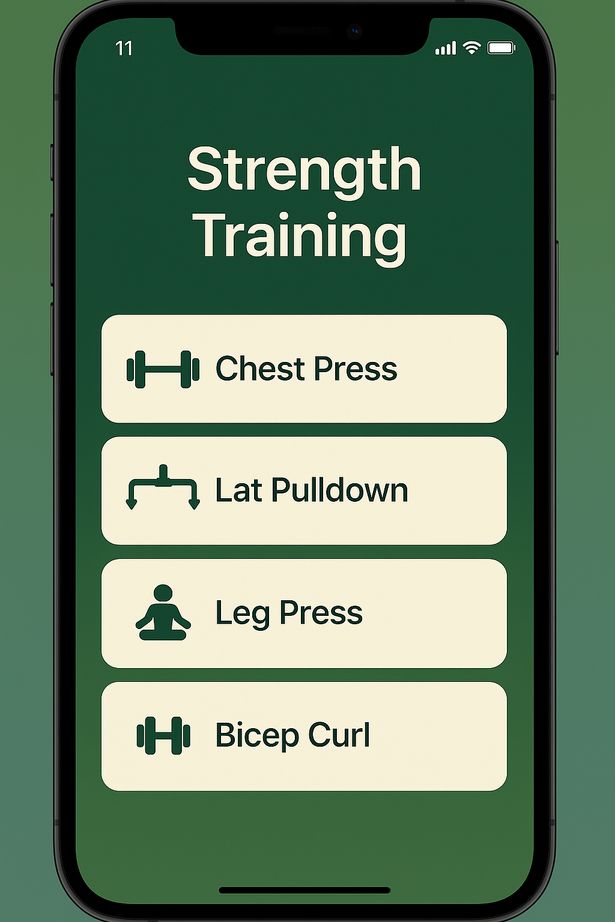 11
Strength
Training
Chest Press
Lat Pulldown
Leg Press
Bicep Curl